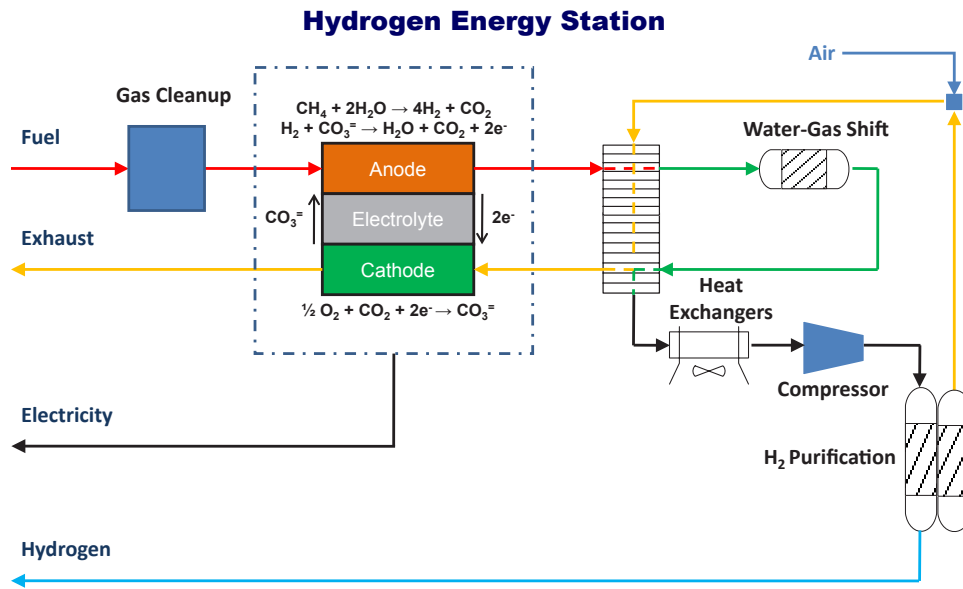 Hydrogen Energy Station
Air
Gas Cleanup
CH₄ + 2H₂O → 4H₂ + CO₂
H₂ + CO₃⁼ → H₂O + CO₂ + 2e⁻
Fuel
Water-Gas Shift
Anode
CO₃⁼
Electrolyte
2e⁻
Exhaust
Cathode
Heat
Exchangers
½ O₂ + CO₂ + 2e⁻ → CO₃⁼
Compressor
Electricity
H₂ Purification
Hydrogen